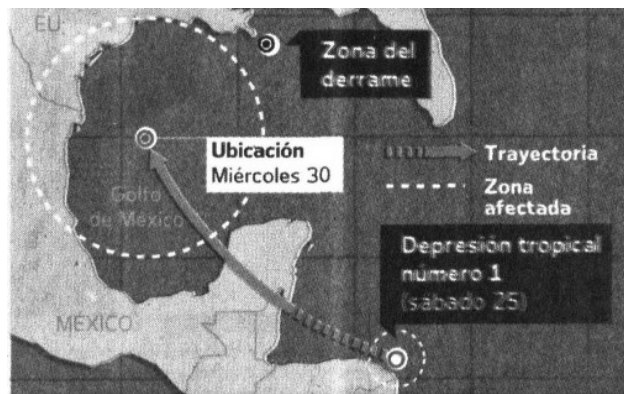 EU
Zona del
derrame
Ubicación
Miércoles 30
Trayectoria
Zona
afectada
Golfo
de México
Depresión tropical
número 1
(sábado 25)
MÉXICO